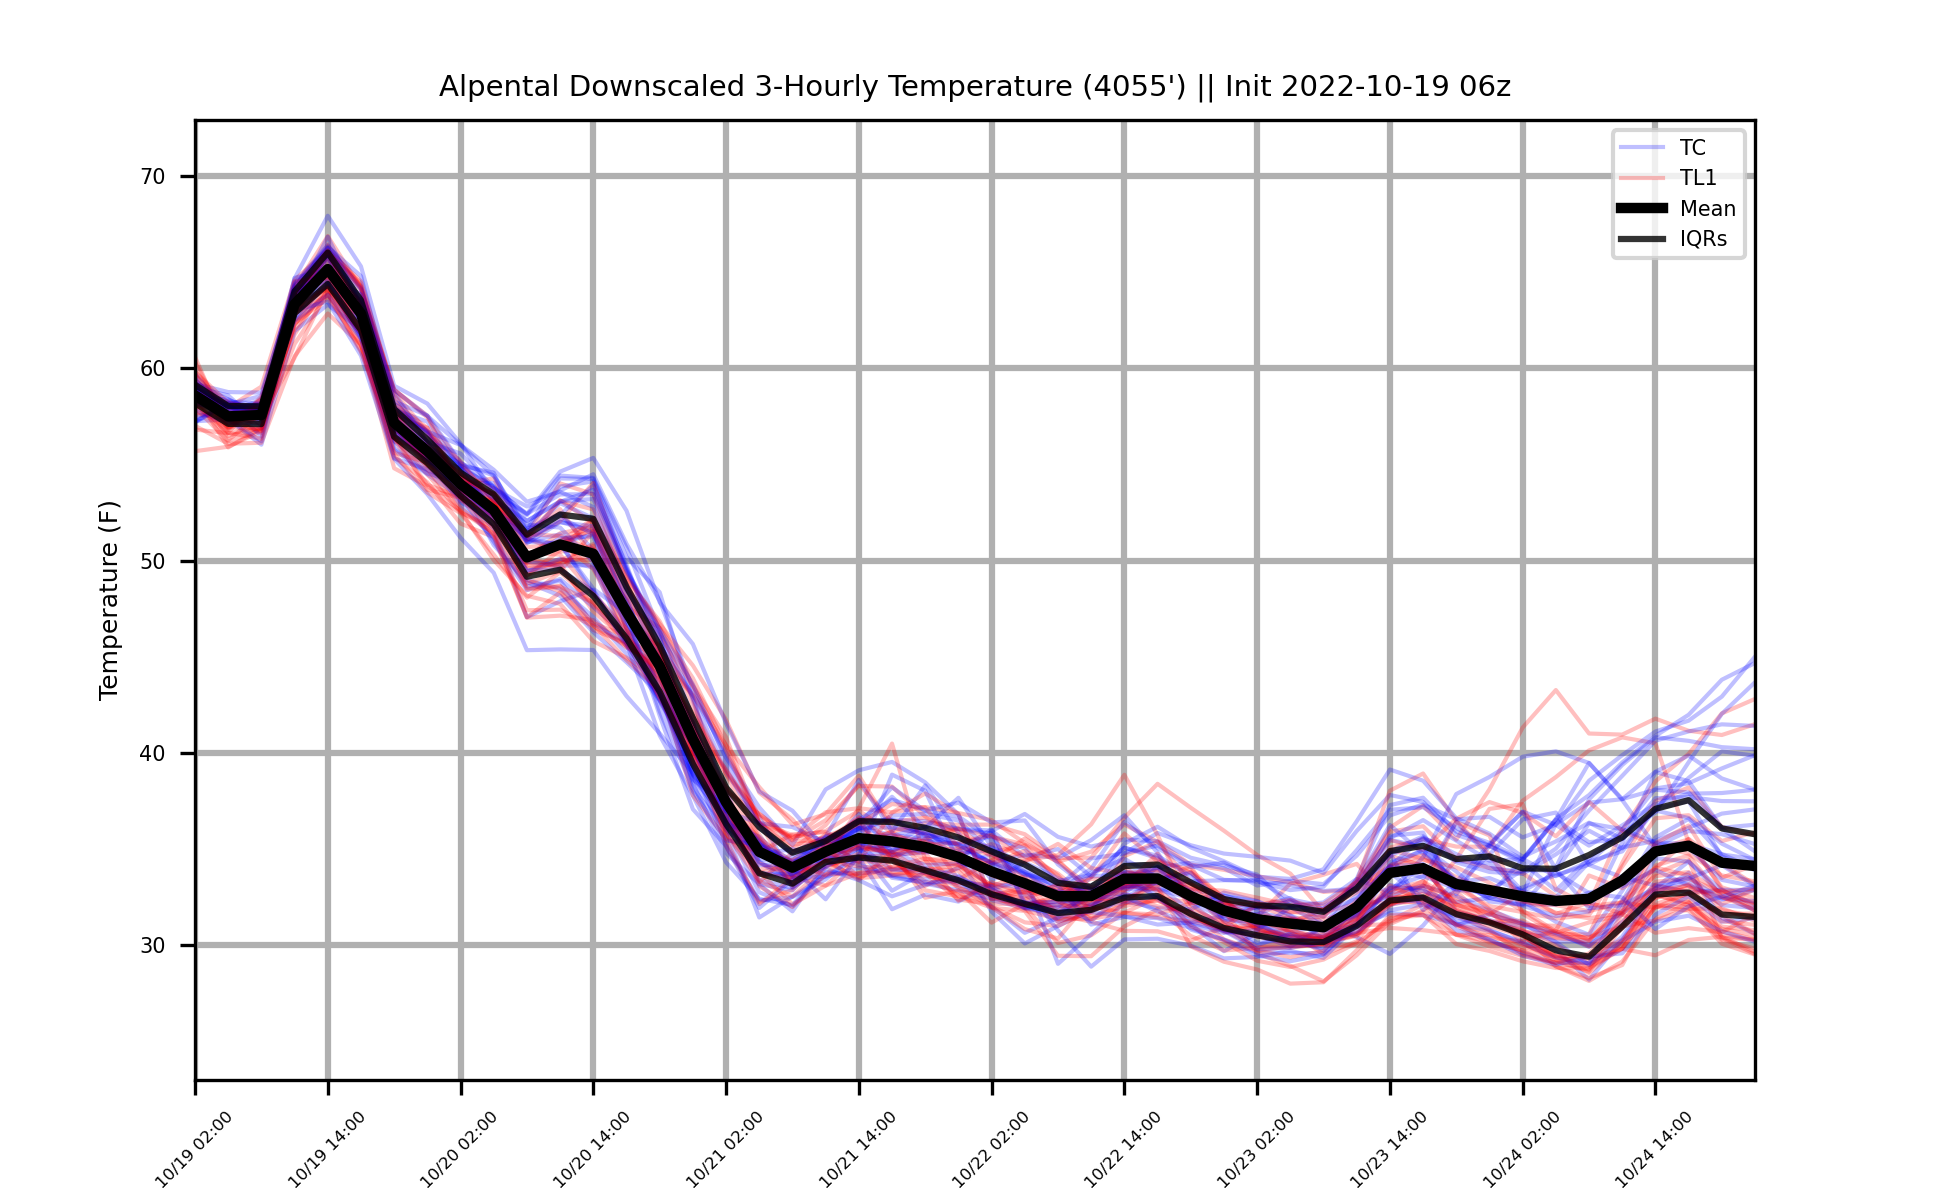 Alpental Downscaled 3-Hourly Temperature (4055') || Init 2022-10-19 06z
TC
TL1
Mean
IQRs
Temperature (F)
70
60
50
40
30
10/19 02:00
10/19 14:00
10/20 02:00
10/20 14:00
10/21 02:00
10/21 14:00
10/22 02:00
10/22 14:00
10/23 02:00
10/23 14:00
10/24 02:00
10/24 14:00